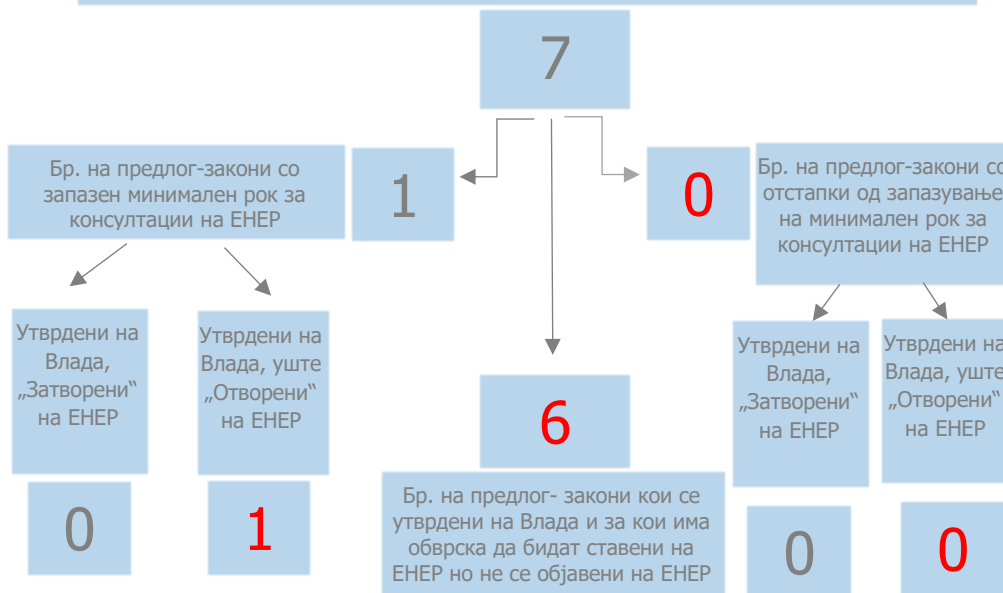 7
Бр. на предлог-закони со
запазен минимален рок за
консултации на ЕНЕР
1
0
Бр. на предлог-закони со
отстапки од запазување
на минимален рок за
консултации на ЕНЕР
Утврдени на
Влада,
„Затворени“
на ЕНЕР
Утврдени на
Влада, уште
„Отворени“
на ЕНЕР
0
1
6
Бр. на предлог- закони кои се
утврдени на Влада и за кои има
обврска да бидат ставени на
ЕНЕР но не се објавени на ЕНЕР
Утврдени на
Влада,
„Затворени“
на ЕНЕР
Утврдени на
Влада, уште
„Отворени“
на ЕНЕР
0
0